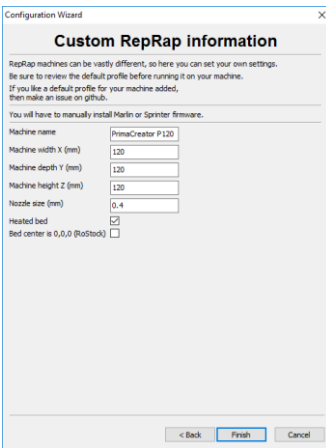 Configuration Wizard
Custom RepRap information
RepRap machines can be vastly different, so here you can set your own settings.
Be sure to review the default profile before running it on your machine.
If you like a default profile for your machine added,
then make an issue on github.
You will have to manually install Marlin or Sprinter firmware.
Machine name PrimaCreator P120
Machine width X (mm) 120
Machine depth Y (mm) 120
Machine height Z (mm) 120
Nozzle size (mm) 0.4
Heated bed
Bed center is 0,0,0 (RoStock)
< Back Finish Cancel